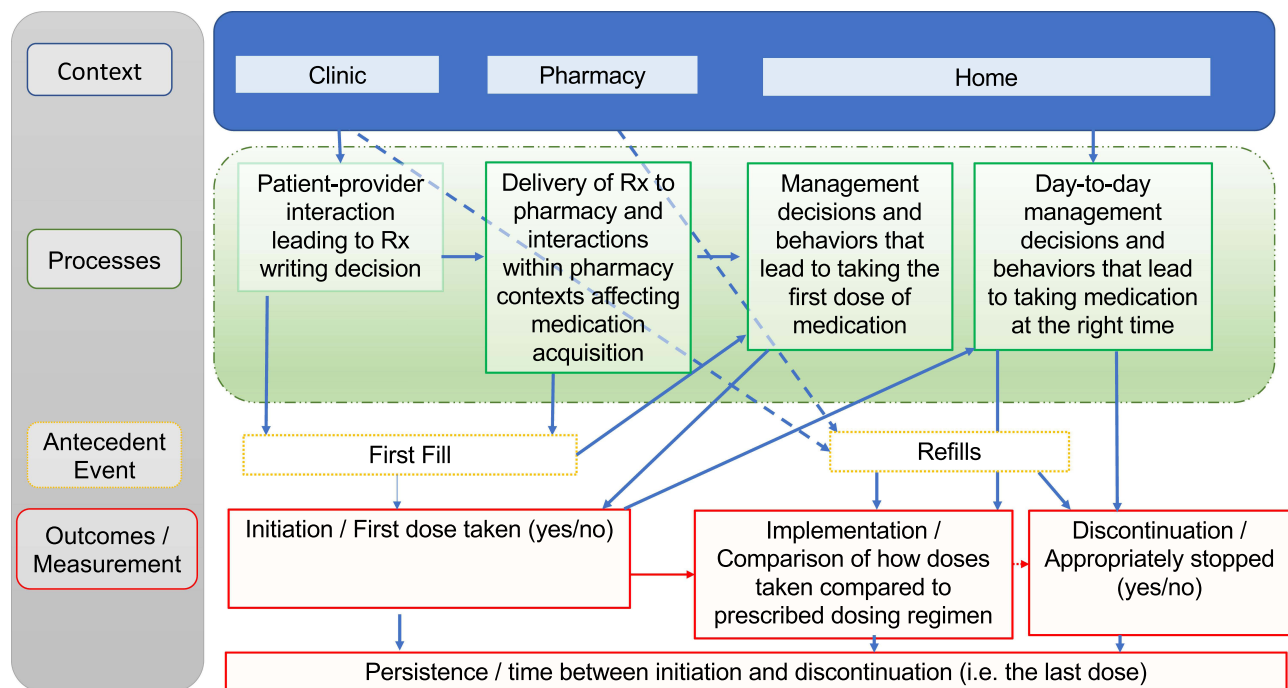 Context
Clinic
Pharmacy
Home
Processes
Patient-provider
interaction
leading to Rx
writing decision
Delivery of Rx to
pharmacy and
interactions
within pharmacy
contexts affecting
medication
acquisition
Management
decisions and
behaviors that
lead to taking the
first dose of
medication
Day-to-day
management
decisions and
behaviors that lead
to taking medication
at the right time
Antecedent
Event
First Fill
Refills
Outcomes /
Measurement
Initiation / First dose taken (yes/no)
Implementation /
Comparison of how doses
taken compared to
prescribed dosing regimen
Discontinuation /
Appropriately stopped
(yes/no)
Persistence / time between initiation and discontinuation (i.e. the last dose)